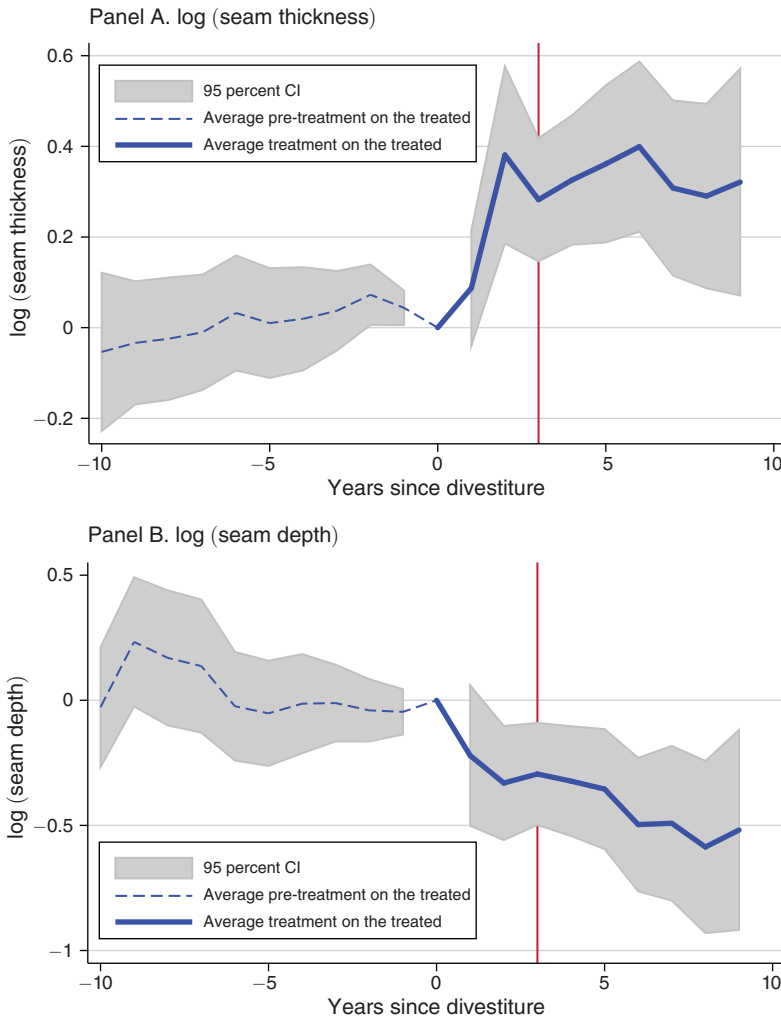 Panel A. log (seam thickness)
0.6
95 percent CI
Average pre-treatment on the treated
Average treatment on the treated
0.4
0.2
0
−0.2
log (seam thickness)
−10 −5 0 5 10
Years since divestiture
Panel B. log (seam depth)
0.5
0
−0.5
−1
log (seam depth)
95 percent CI
Average pre-treatment on the treated
Average treatment on the treated
−10 −5 0 5 10
Years since divestiture